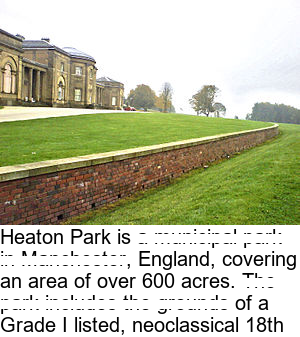 Heaton Park is a municipal park
in Manchester, England, covering
an area of over 600 acres. The
park includes the grounds of a
Grade I listed, neoclassical 18th